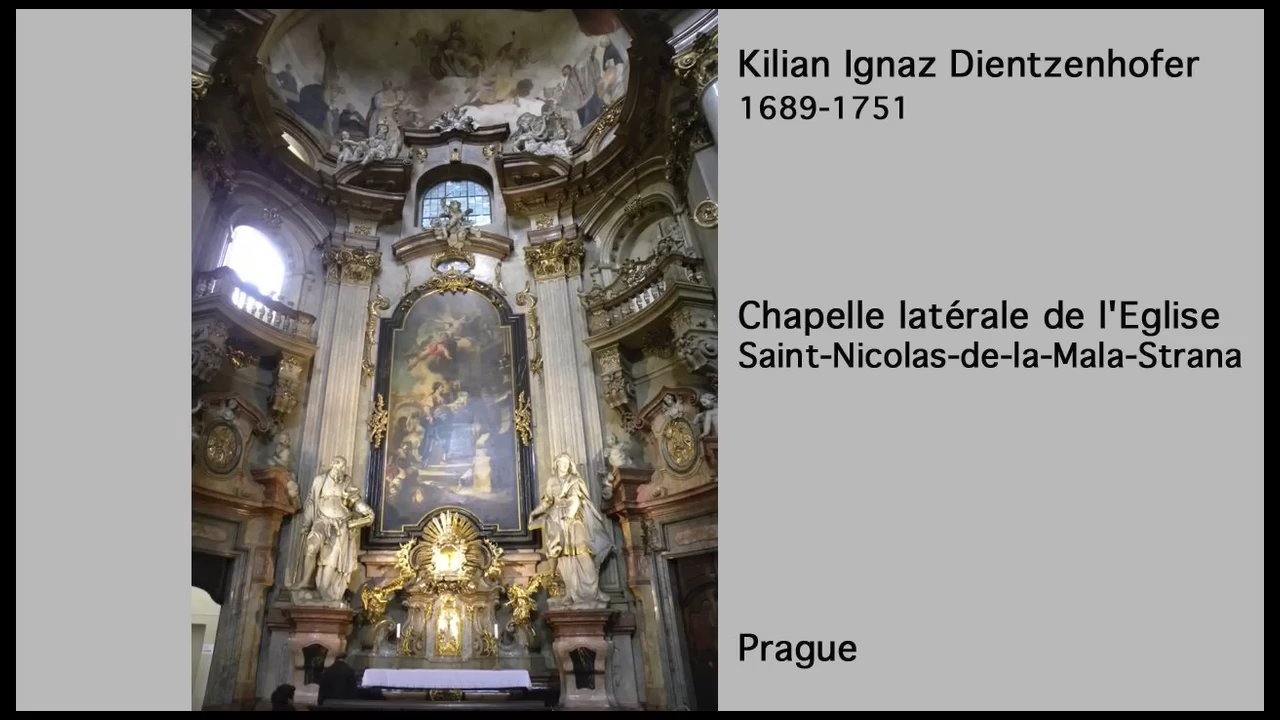 Kilian Ignaz Dientzenhofer
1689-1751
Chapelle latérale de l'Eglise
Saint-Nicolas-de-la-Mala-Strana
Prague